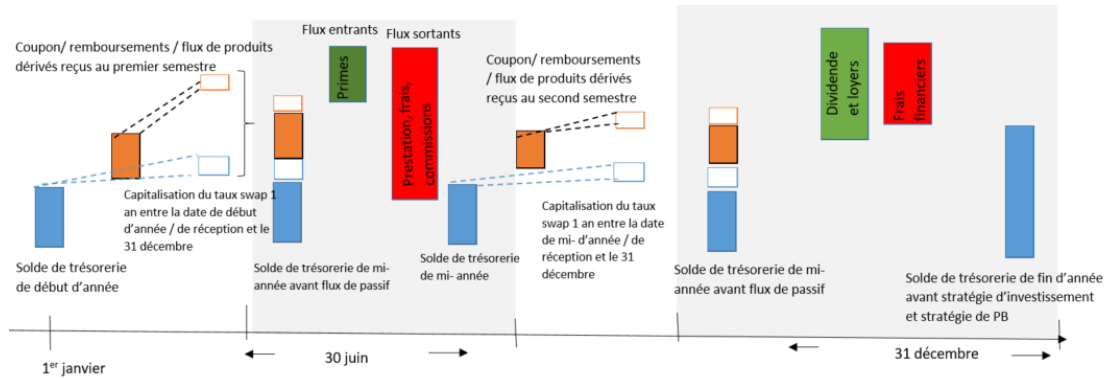 Coupon/ remboursements / flux de produits
dérivés reçus au premier semestre
Flux entrants
Flux sortants
Primes
Prestation, frais,
commissions
Capitalisation du taux swap 1
an entre la date de début
d'année / de réception et le
31 décembre
Solde de trésorerie
de début d'année
Solde de trésorerie de mi-
année avant flux de passif
Solde de trésorerie
de mi- année
Coupon/ remboursements
/ flux de produits dérivés
reçus au second semestre
Capitalisation du taux
swap 1 an entre la date
de mi- d'année / de
réception et le 31
décembre
Dividende
et loyers
Frais
financiers
Solde de trésorerie de mi-
année avant flux de passif
Solde de trésorerie de fin d'année
avant stratégie d'investissement
et stratégie de PB
1er janvier
30 juin
31 décembre